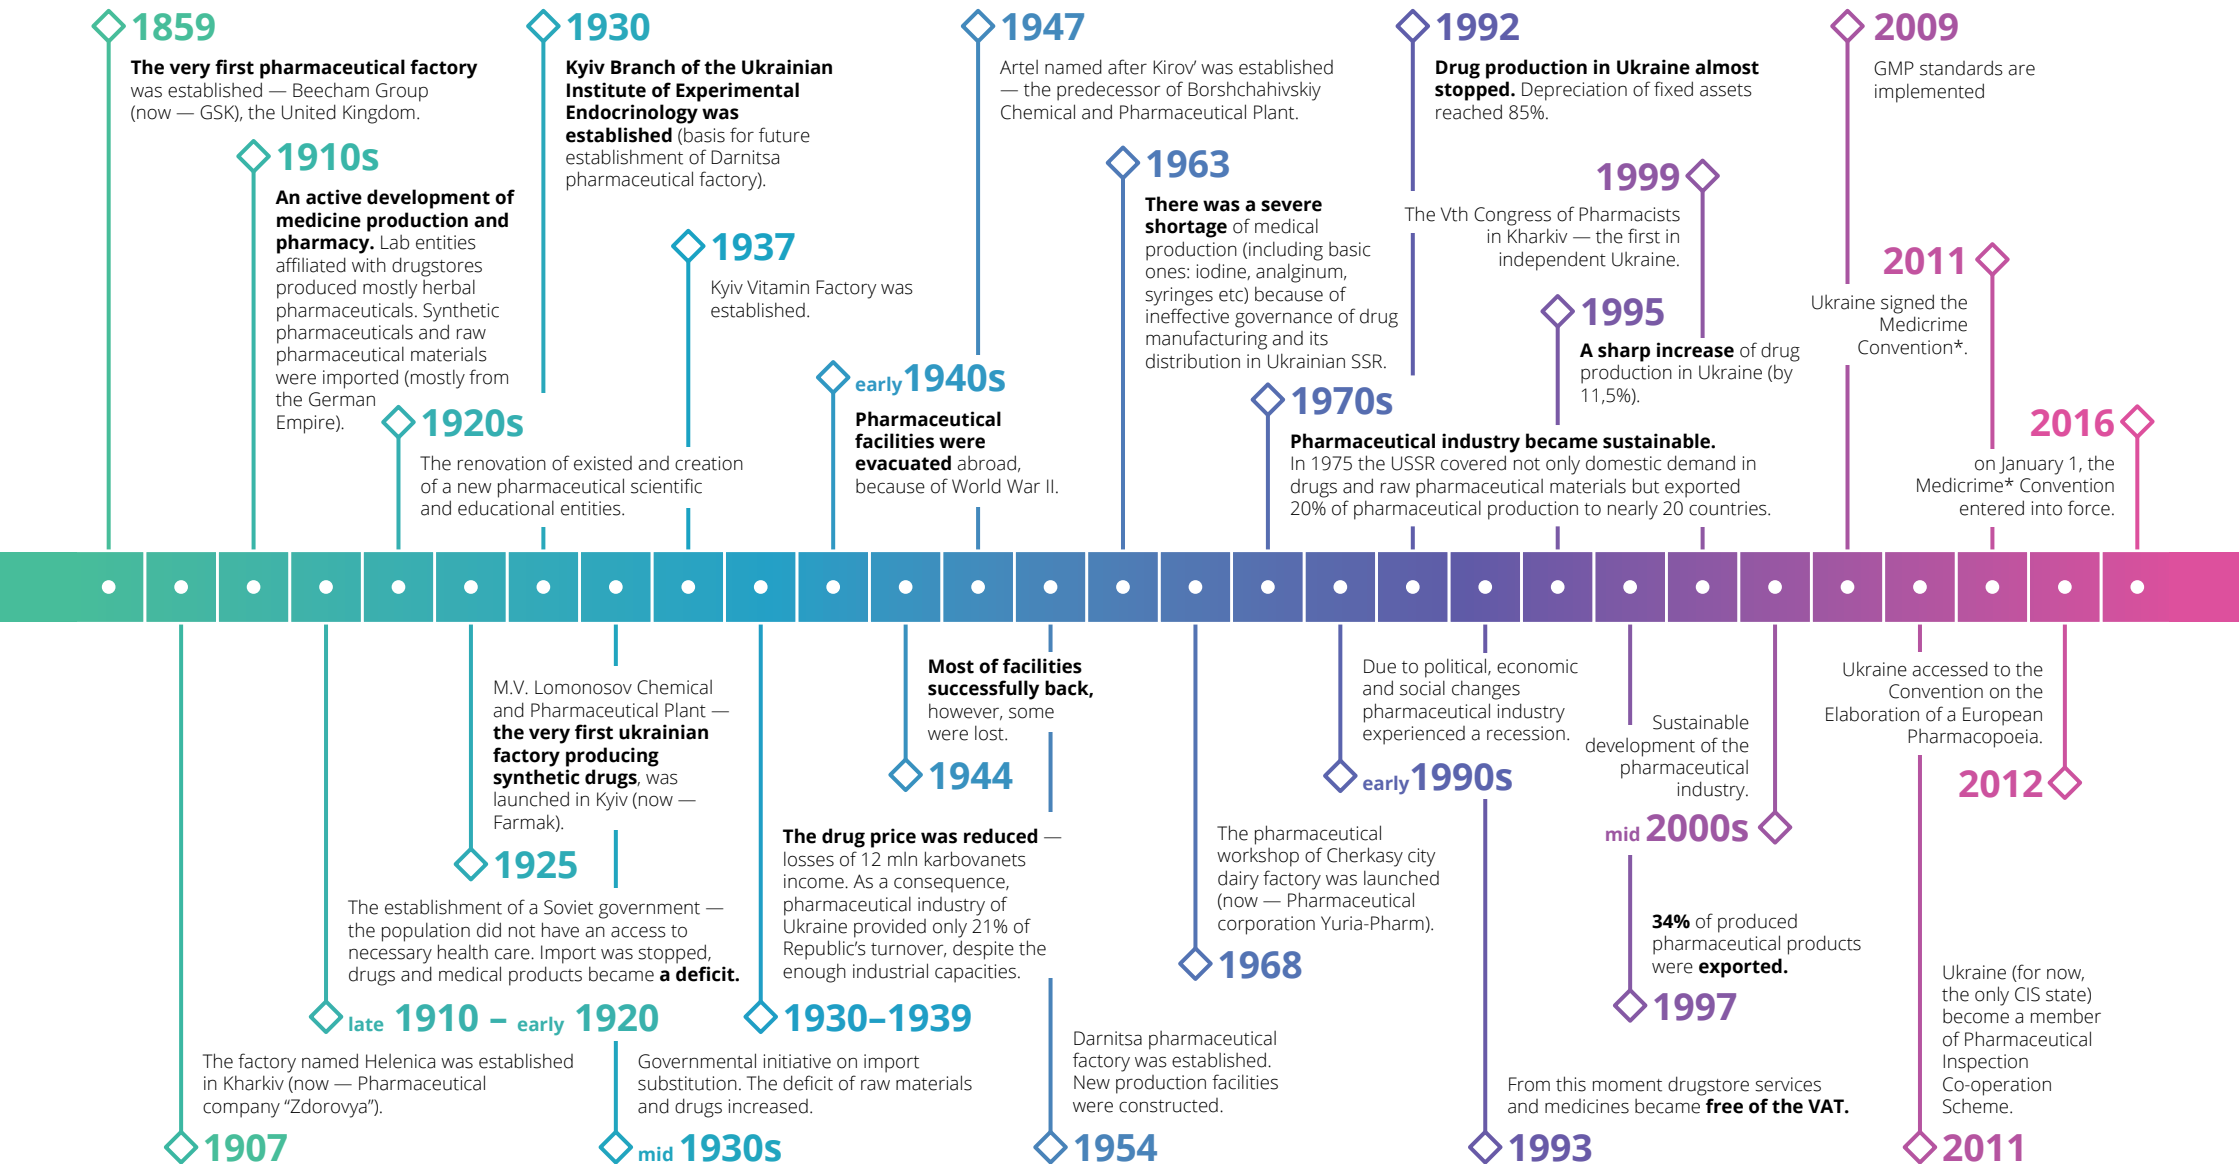 1859
The very first pharmaceutical factory
was established — Beecham Group
(now — GSK), the United Kingdom.
1910s
An active development of
medicine production and
pharmacy. Lab entities
affiliated with drugstores
produced mostly herbal
pharmaceuticals. Synthetic
pharmaceuticals and raw
pharmaceutical materials
were imported (mostly from
the German
Empire).
1920s
The renovation of existed and creation
of a new pharmaceutical scientific
and educational entities.
1930
Kyiv Branch of the Ukrainian
Institute of Experimental
Endocrinology was
established (basis for future
establishment of Darnitsa
pharmaceutical factory).
1937
Kyiv Vitamin Factory was
established.
early 1940s
Pharmaceutical
facilities were
evacuated abroad,
because of World War II.
1947
Artel named after Kirov’ was established
— the predecessor of Borshchahivskiy
Chemical and Pharmaceutical Plant.
1963
There was a severe
shortage of medical
production (including basic
ones: iodine, analginum,
syringes etc) because of
ineffective governance of drug
manufacturing and its
distribution in Ukrainian SSR.
1970s
Pharmaceutical industry became sustainable.
In 1975 the USSR covered not only domestic demand in
drugs and raw pharmaceutical materials but exported
20% of pharmaceutical production to nearly 20 countries.
1992
Drug production in Ukraine almost
stopped. Depreciation of fixed assets
reached 85%.
1999
The Vth Congress of Pharmacists
in Kharkiv — the first in
independent Ukraine.
1995
A sharp increase of drug
production in Ukraine (by
11,5%).
2009
GMP standards are
implemented
2011
Ukraine signed the
Medicrime
Convention*.
2016
on January 1, the
Medicrime* Convention
entered into force.
M.V. Lomonosov Chemical
and Pharmaceutical Plant —
the very first ukrainian
factory producing
synthetic drugs, was
launched in Kyiv (now —
Farmak).
1925
The establishment of a Soviet government —
the population did not have an access to
necessary health care. Import was stopped,
drugs and medical products became a deficit.
late 1910 – early 1920
The factory named Helenica was established
in Kharkiv (now — Pharmaceutical
company “Zdorovya”).
1907
Governmental initiative on import
substitution. The deficit of raw materials
and drugs increased.
mid 1930s
The drug price was reduced —
losses of 12 mln karbovanets
income. As a consequence,
pharmaceutical industry of
Ukraine provided only 21% of
Republic’s turnover, despite the
enough industrial capacities.
1930–1939
Most of facilities
successfully back,
however, some
were lost.
1944
Darnitsa pharmaceutical
factory was established.
New production facilities
were constructed.
1954
The pharmaceutical
workshop of Cherkasy city
dairy factory was launched
(now — Pharmaceutical
corporation Yuria-Pharm).
1968
Due to political, economic
and social changes
pharmaceutical industry
experienced a recession.
early 1990s
From this moment drugstore services
and medicines became free of the VAT.
1993
Sustainable
development of the
pharmaceutical
industry.
mid 2000s
34% of produced
pharmaceutical products
were exported.
1997
Ukraine accessed to the
Convention on the
Elaboration of a European
Pharmacopoeia.
2012
Ukraine (for now,
the only CIS state)
become a member
of Pharmaceutical
Inspection
Co-operation
Scheme.
2011